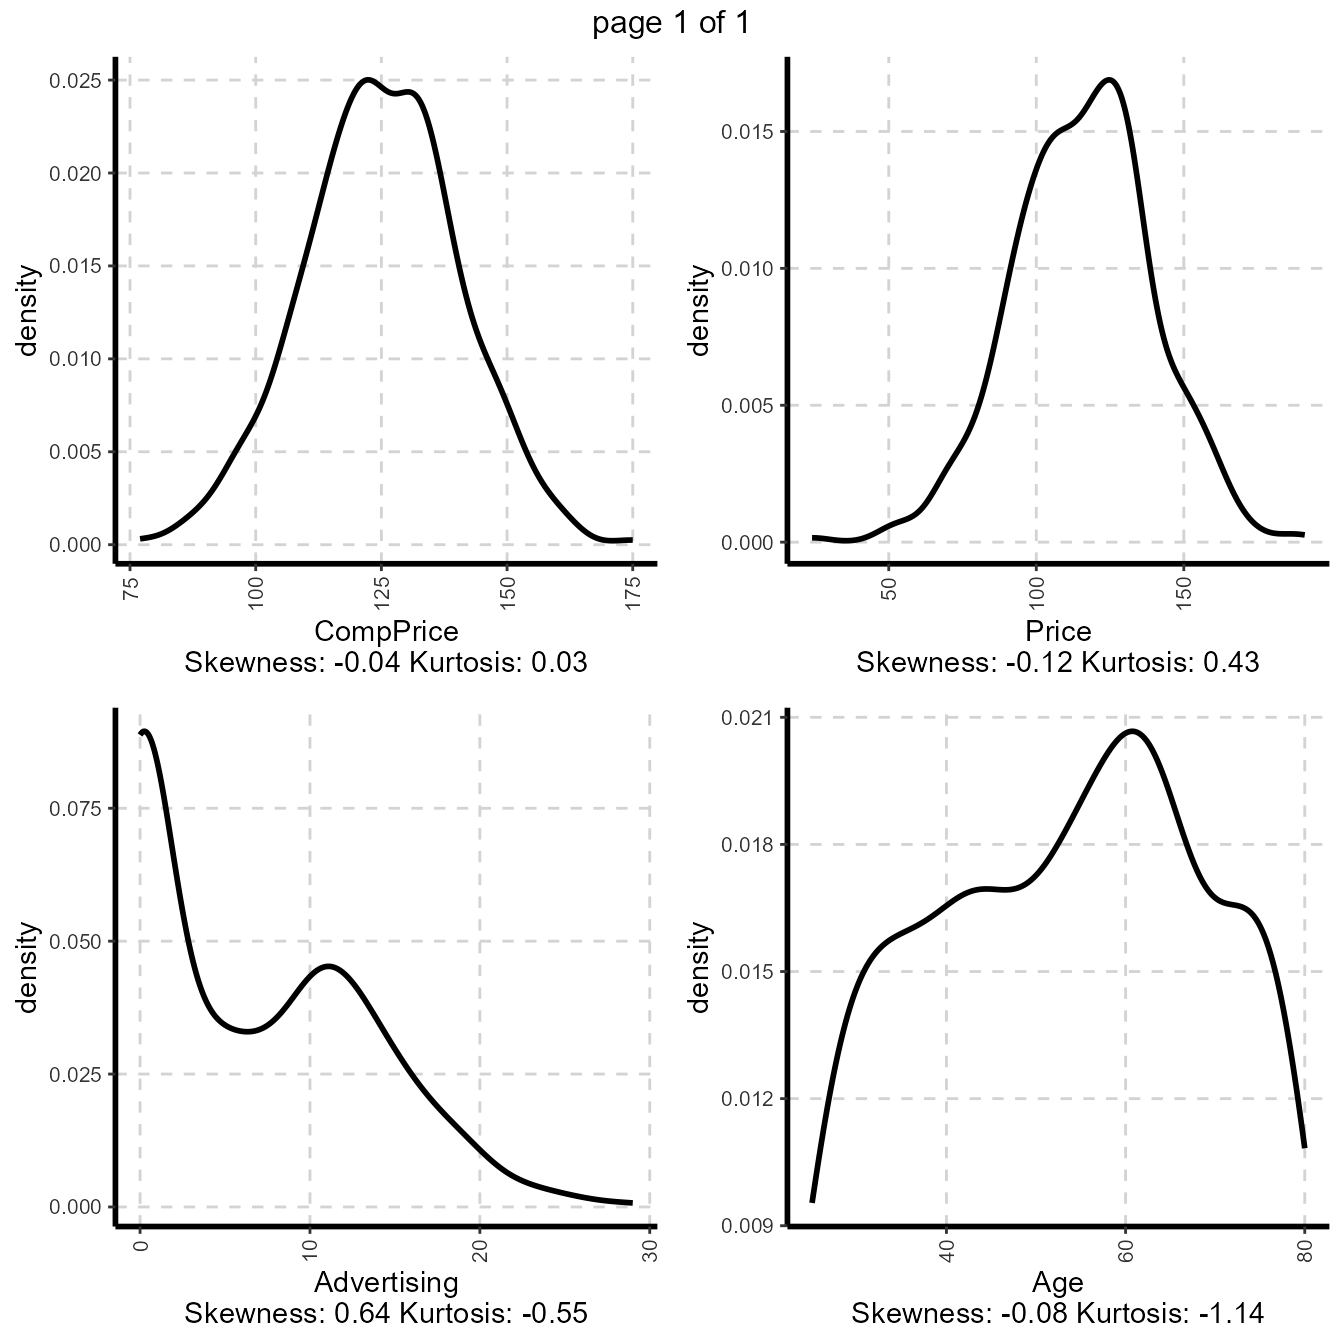 page 1 of 1
density
0.025
0.020
0.015
0.010
0.005
0.000
75 100 125 150 175
CompPrice
Skewness: -0.04 Kurtosis: 0.03
density
0.015
0.010
0.005
0.000
50 100 150
Price
Skewness: -0.12 Kurtosis: 0.43
density
0.075
0.050
0.025
0.000
0 10 20 30
Advertising
Skewness: 0.64 Kurtosis: -0.55
density
0.021
0.018
0.015
0.012
0.009
40 60 80
Age
Skewness: -0.08 Kurtosis: -1.14